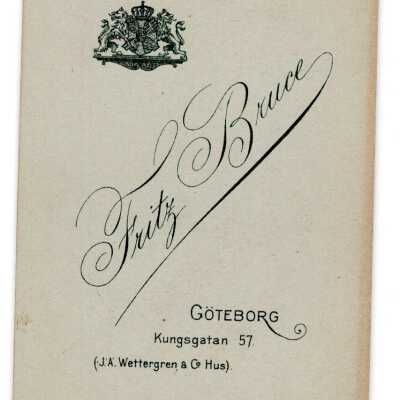 Fritz Bruce
GÖTEBORG
Kungsgatan 57.
(J.A. Wettergren & Co Hus).